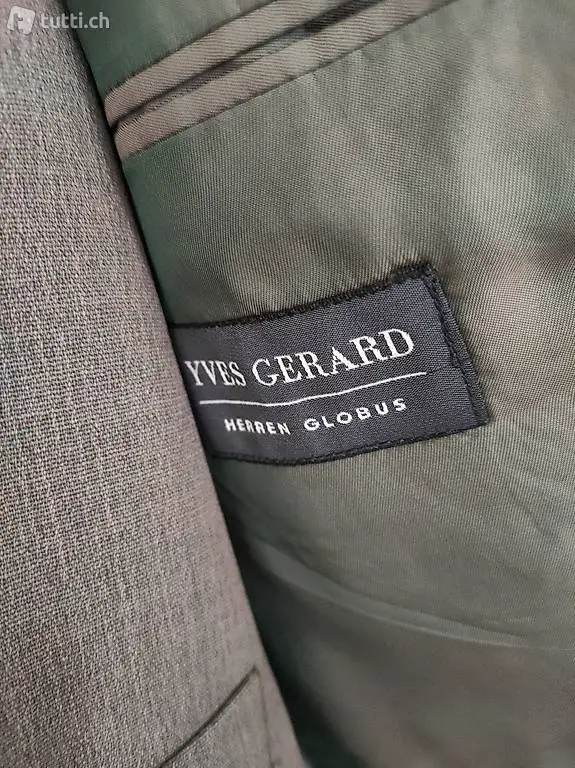 tutti.ch
YVES GERARD
HERREN GLOBUS